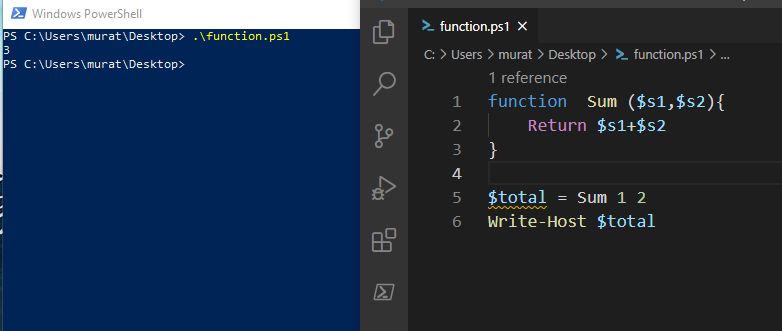 Windows PowerShell
PS C:\Users\murat\Desktop> .\function.ps1
3
PS C:\Users\murat\Desktop>
function.ps1
C: > Users > murat > Desktop > function.ps1 > ...
1 reference
1 function  Sum ($s1,$s2){
2     Return $s1+$s2
3 }
4
5 $total = Sum 1 2
6 Write-Host $total